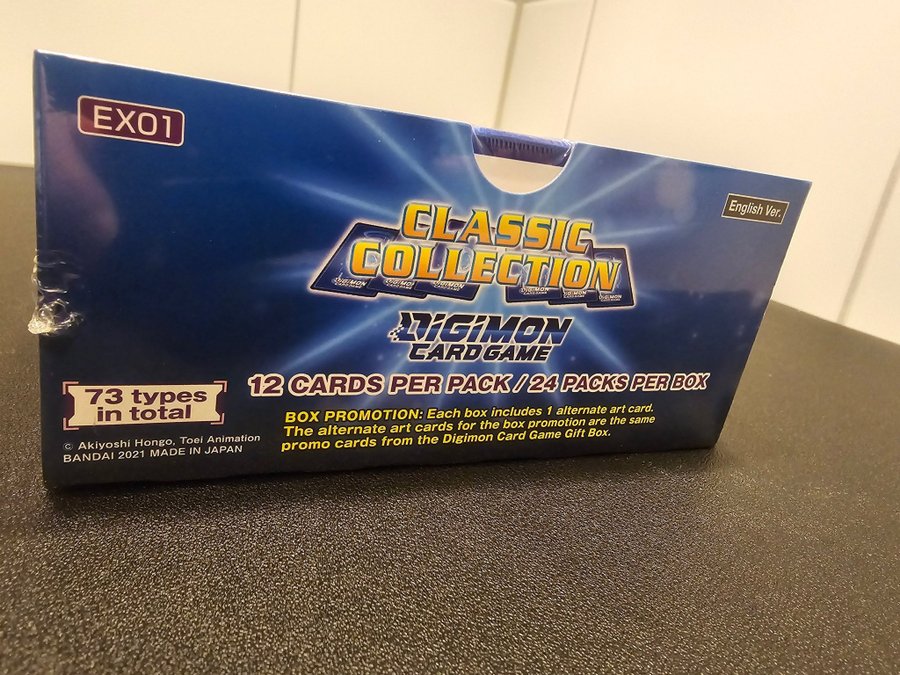 EX01
English Ver.
CLASSIC
COLLECTION
DIGIMON
CARD GAME
73 types
in total
12 CARDS PER PACK / 24 PACKS PER BOX
BOX PROMOTION: Each box includes 1 alternate art card.
The alternate art cards for the box promotion are the same
promo cards from the Digimon Card Game Gift Box.
© Akiyoshi Hongo, Toei Animation
BANDAI 2021 MADE IN JAPAN